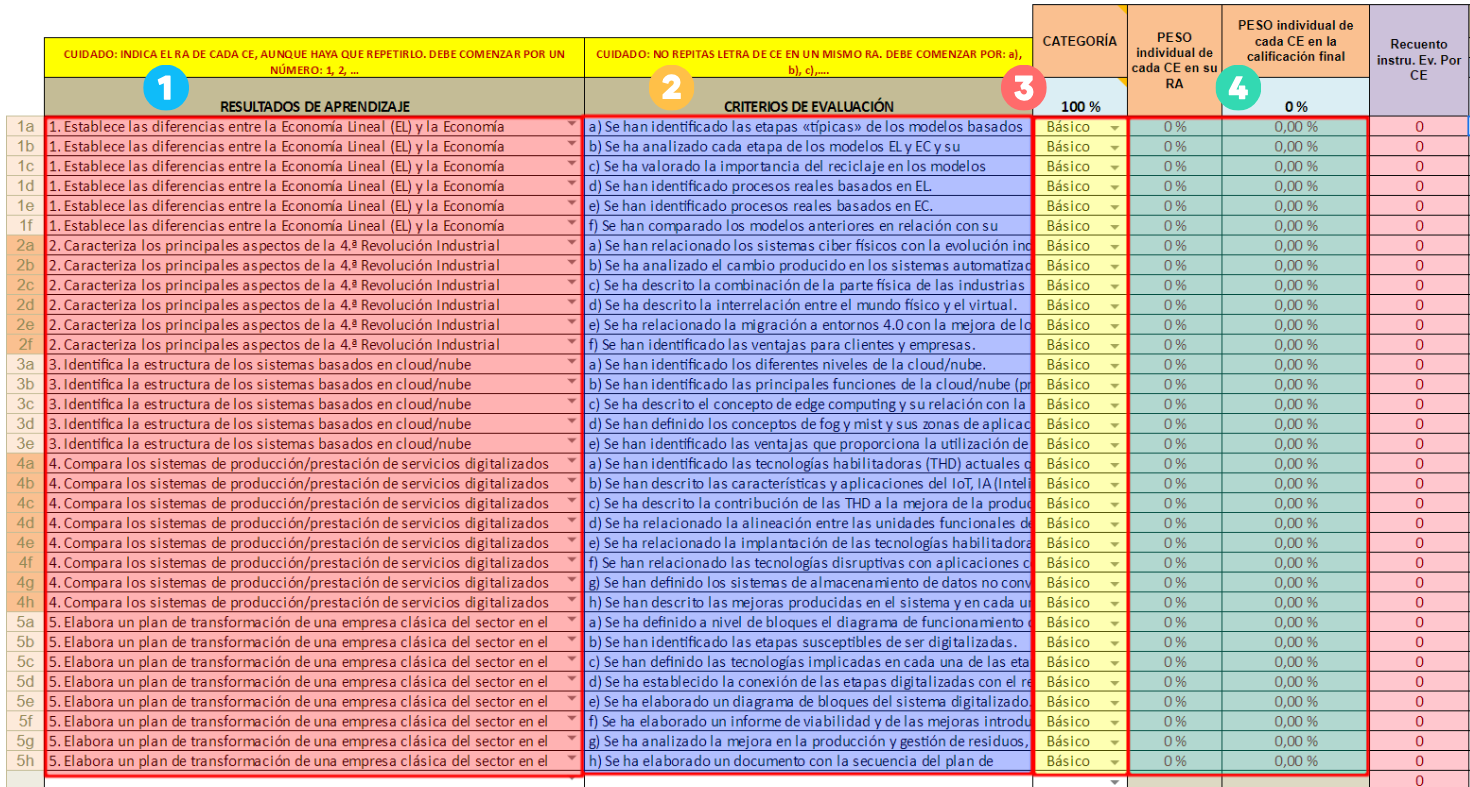 CUIDADO: INDICA EL RA DE CADA CE, AUNQUE HAYA QUE REPETIRLO. DEBE COMENZAR POR UN
NÚMERO: 1, 2, ...
CUIDADO: NO REPITAS LETRA DE CE EN UN MISMO RA. DEBE COMENZAR POR: a),
b), c),....
CATEGORÍA
PESO
individual de
cada CE en su
RA
PESO individual de
cada CE en la
calificación final
Recuento
instru. Ev. Por
CE
1
2
3
4
RESULTADOS DE APRENDIZAJE CRITERIOS DE EVALUACIÓN 100 % 0 %
1a 1. Establece las diferencias entre la Economía Lineal (EL) y la Economía a) Se han identificado las etapas «típicas» de los modelos basados Básico 0 % 0,00 % 0
1b 1. Establece las diferencias entre la Economía Lineal (EL) y la Economía b) Se ha analizado cada etapa de los modelos EL y EC y su Básico 0 % 0,00 % 0
1c 1. Establece las diferencias entre la Economía Lineal (EL) y la Economía c) Se ha valorado la importancia del reciclaje en los modelos Básico 0 % 0,00 % 0
1d 1. Establece las diferencias entre la Economía Lineal (EL) y la Economía d) Se han identificado procesos reales basados en EL. Básico 0 % 0,00 % 0
1e 1. Establece las diferencias entre la Economía Lineal (EL) y la Economía e) Se han identificado procesos reales basados en EC. Básico 0 % 0,00 % 0
1f 1. Establece las diferencias entre la Economía Lineal (EL) y la Economía f) Se han comparado los modelos anteriores en relación con su Básico 0 % 0,00 % 0
2a 2. Caracteriza los principales aspectos de la 4.ª Revolución Industrial a) Se han relacionado los sistemas ciber físicos con la evolución ind Básico 0 % 0,00 % 0
2b 2. Caracteriza los principales aspectos de la 4.ª Revolución Industrial b) Se ha analizado el cambio producido en los sistemas automatizad Básico 0 % 0,00 % 0
2c 2. Caracteriza los principales aspectos de la 4.ª Revolución Industrial c) Se ha descrito la combinación de la parte física de las industrias Básico 0 % 0,00 % 0
2d 2. Caracteriza los principales aspectos de la 4.ª Revolución Industrial d) Se ha descrito la interrelación entre el mundo físico y el virtual. Básico 0 % 0,00 % 0
2e 2. Caracteriza los principales aspectos de la 4.ª Revolución Industrial e) Se ha relacionado la migración a entornos 4.0 con la mejora de lo Básico 0 % 0,00 % 0
2f 2. Caracteriza los principales aspectos de la 4.ª Revolución Industrial f) Se han identificado las ventajas para clientes y empresas. Básico 0 % 0,00 % 0
3a 3. Identifica la estructura de los sistemas basados en cloud/nube a) Se han identificado los diferentes niveles de la cloud/nube. Básico 0 % 0,00 % 0
3b 3. Identifica la estructura de los sistemas basados en cloud/nube b) Se han identificado las principales funciones de la cloud/nube (pr Básico 0 % 0,00 % 0
3c 3. Identifica la estructura de los sistemas basados en cloud/nube c) Se ha descrito el concepto de edge computing y su relación con la Básico 0 % 0,00 % 0
3d 3. Identifica la estructura de los sistemas basados en cloud/nube d) Se han definido los conceptos de fog y mist y sus zonas de aplicac Básico 0 % 0,00 % 0
3e 3. Identifica la estructura de los sistemas basados en cloud/nube e) Se han identificado las ventajas que proporciona la utilización de Básico 0 % 0,00 % 0
4a 4. Compara los sistemas de producción/prestación de servicios digitalizados a) Se han identificado las tecnologías habilitadoras (THD) actuales q Básico 0 % 0,00 % 0
4b 4. Compara los sistemas de producción/prestación de servicios digitalizados b) Se han descrito las características y aplicaciones del IoT, IA (Inteli Básico 0 % 0,00 % 0
4c 4. Compara los sistemas de producción/prestación de servicios digitalizados c) Se ha descrito la contribución de las THD a la mejora de la produc Básico 0 % 0,00 % 0
4d 4. Compara los sistemas de producción/prestación de servicios digitalizados d) Se ha relacionado la alineación entre las unidades funcionales de Básico 0 % 0,00 % 0
4e 4. Compara los sistemas de producción/prestación de servicios digitalizados e) Se ha relacionado la implantación de las tecnologías habilitadora Básico 0 % 0,00 % 0
4f 4. Compara los sistemas de producción/prestación de servicios digitalizados f) Se han relacionado las tecnologías disruptivas con aplicaciones c Básico 0 % 0,00 % 0
4g 4. Compara los sistemas de producción/prestación de servicios digitalizados g) Se han definido los sistemas de almacenamiento de datos no conv Básico 0 % 0,00 % 0
4h 4. Compara los sistemas de producción/prestación de servicios digitalizados h) Se han descrito las mejoras producidas en el sistema y en cada un Básico 0 % 0,00 % 0
5a 5. Elabora un plan de transformación de una empresa clásica del sector en el a) Se ha definido a nivel de bloques el diagrama de funcionamiento d Básico 0 % 0,00 % 0
5b 5. Elabora un plan de transformación de una empresa clásica del sector en el b) Se han identificado las etapas susceptibles de ser digitalizadas. Básico 0 % 0,00 % 0
5c 5. Elabora un plan de transformación de una empresa clásica del sector en el c) Se han definido las tecnologías implicadas en cada una de las eta Básico 0 % 0,00 % 0
5d 5. Elabora un plan de transformación de una empresa clásica del sector en el d) Se ha establecido la conexión de las etapas digitalizadas con el re Básico 0 % 0,00 % 0
5e 5. Elabora un plan de transformación de una empresa clásica del sector en el e) Se ha elaborado un diagrama de bloques del sistema digitalizado. Básico 0 % 0,00 % 0
5f 5. Elabora un plan de transformación de una empresa clásica del sector en el f) Se ha elaborado un informe de viabilidad y de las mejoras introdu Básico 0 % 0,00 % 0
5g 5. Elabora un plan de transformación de una empresa clásica del sector en el g) Se ha analizado la mejora en la producción y gestión de residuos, Básico 0 % 0,00 % 0
5h 5. Elabora un plan de transformación de una empresa clásica del sector en el h) Se ha elaborado un documento con la secuencia del plan de Básico 0 % 0,00 % 0
0